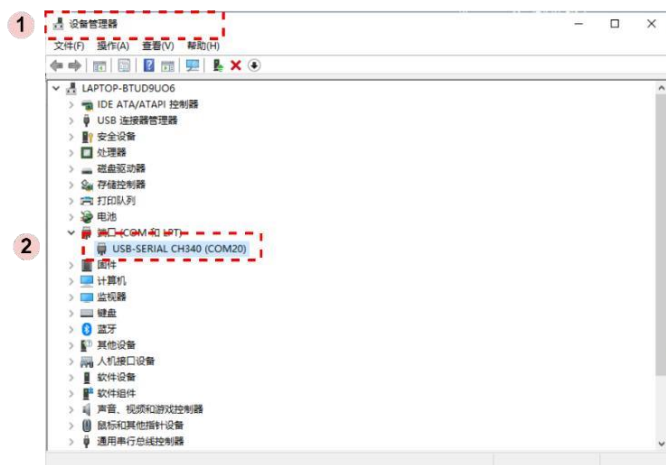 1
设备管理器
文件(F) 操作(A) 查看(V) 帮助(H)
LAPTOP-BTUD9UO6
IDE ATA/ATAPI 控制器
USB 连接器管理器
安全设备
处理器
磁盘驱动器
存储控制器
打印队列
电池
端口 (COM 和 LPT)
2
USB-SERIAL CH340 (COM20)
固件
计算机
监视器
键盘
蓝牙
其他设备
人机接口设备
软件设备
软件组件
声音、视频和游戏控制器
鼠标和其他指针设备
通用串行总线控制器